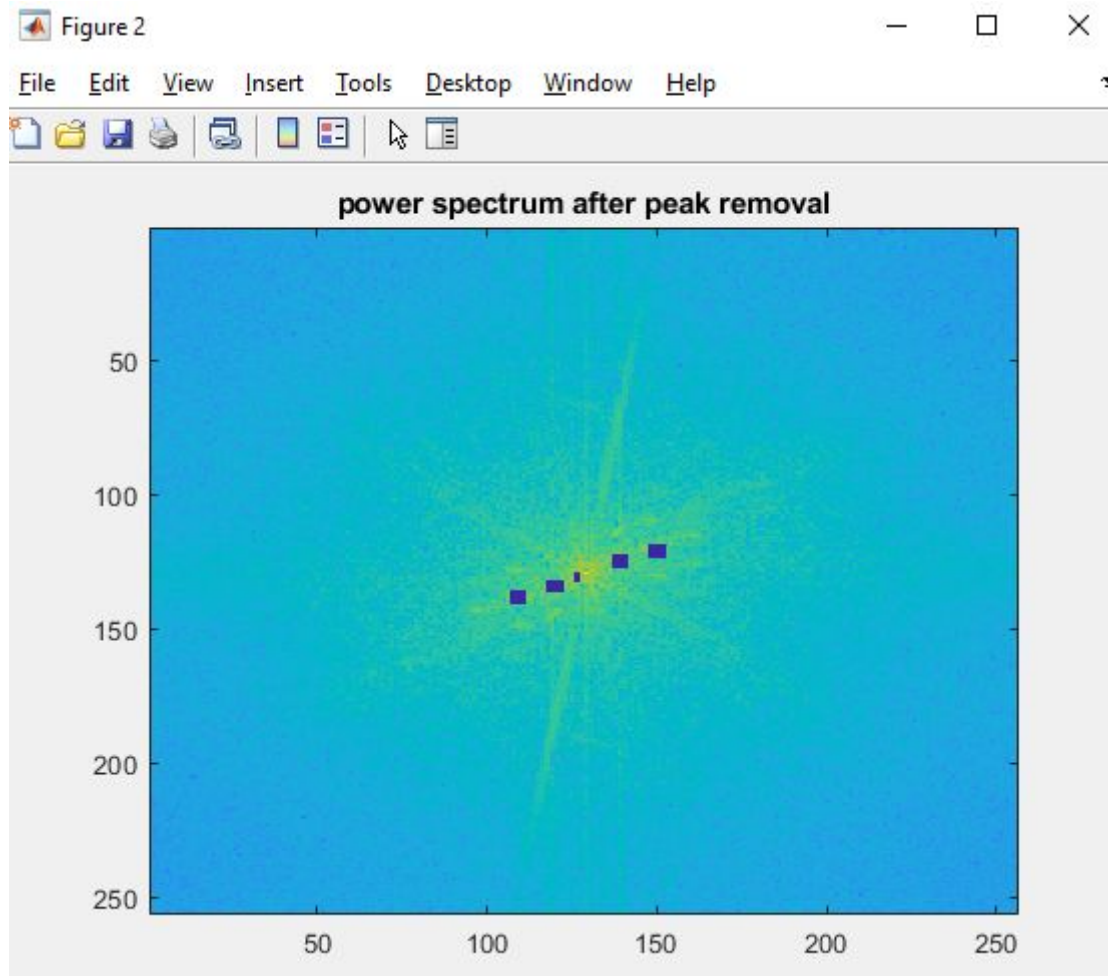 Figure 2
File Edit View Insert Tools Desktop Window Help
power spectrum after peak removal
50
100
150
200
250
50 100 150 200 250